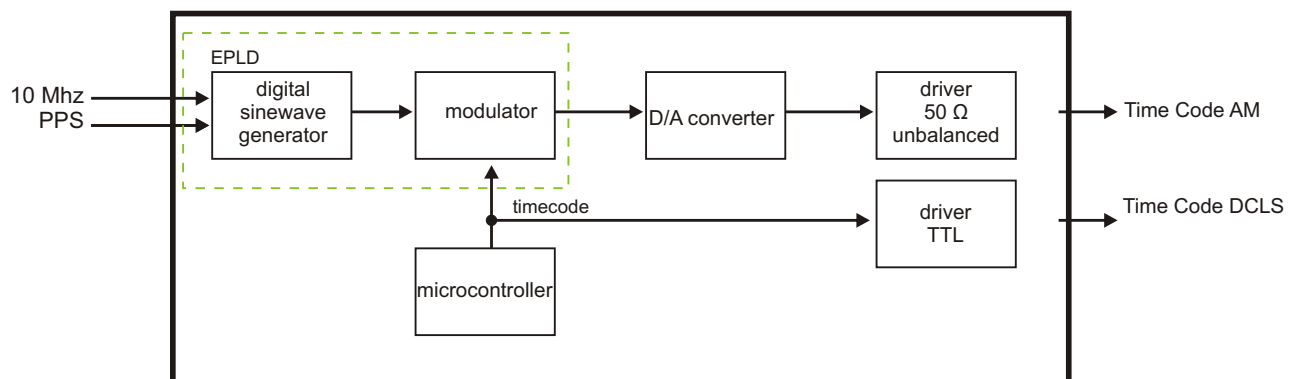 EPLD
10 Mhz
PPS
digital
sinewave
generator
modulator
D/A converter
driver
50 Ω
unbalanced
Time Code AM
timecode
driver
TTL
Time Code DCLS
microcontroller